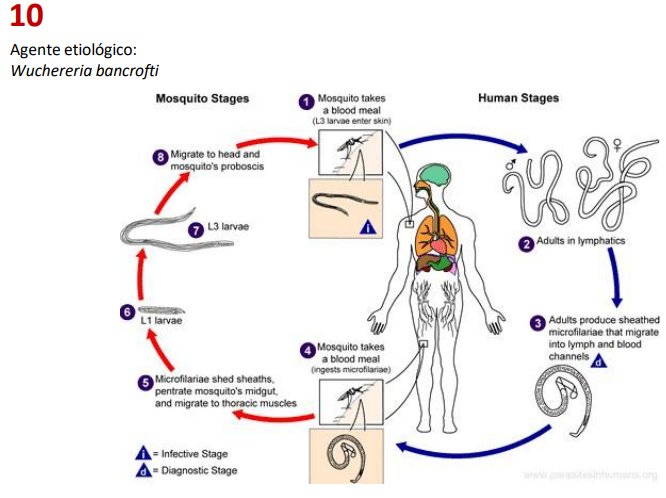 10
Agente etiológico:
Wuchereria bancrofti
Mosquito Stages
Human Stages
1 Mosquito takes
a blood meal
(L3 larvae enter skin)
i
♂
♀
2 Adults in lymphatics
3 Adults produce sheathed
microfilariae that migrate
into lymph and blood
channels d
4 Mosquito takes
a blood meal
(ingests microfilariae)
5 Microfilariae shed sheaths,
pentrate mosquito's midgut,
and migrate to thoracic muscles
6
L1 larvae
7 L3 larvae
8 Migrate to head and
mosquito's proboscis
i = Infective Stage
d = Diagnostic Stage
www.parasitesinhumans.org